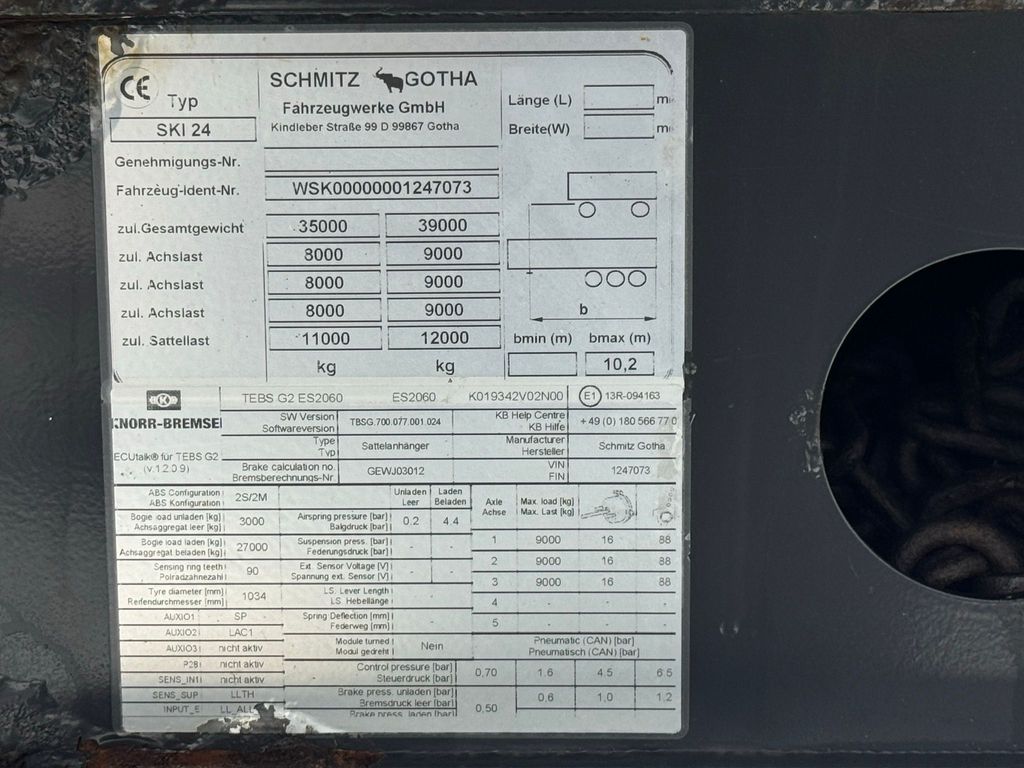 CE
Typ
SCHMITZ GOTHA
Fahrzeugwerke GmbH
Kindleber Straße 99 D 99867 Gotha
SKI 24
Länge (L)
Breite(W)
Genehmigungs-Nr.
Fahrzeug-ident-Nr. WSK00000001247073
zul.Gesamtgewicht 35000 39000
zul. Achslast 8000 9000
zul. Achslast 8000 9000
zul. Achslast 8000 9000
zul. Sattellast 11000 12000
kg kg
b
bmin (m) bmax (m)
10,2
KNORR-BREMSE
ECUtalk® für TEBS G2
(v.1.2.0.9)
TEBS G2 ES2060 ES2060 K019342V02N00 E1 13R-094163
SW Version
Softwareversion
TBSG.700.077.001.024
KB Help Centre
KB Hilfe
+49 (0) 180 566 77 0
Type
Typ
Sattelanhänger
Manufacturer
Hersteller
Schmitz Gotha
Brake calculation no.
Bremsberechnungs-Nr.
GEWJ03012
VIN
FIN
1247073
ABS Configuration
ABS Konfiguration
2S/2M
Bogie load unladen [kg]
Achsaggregat leer [kg]
3000
Bogie load laden [kg]
Achsaggregat beladen [kg]
27000
Sensing ring teeth
Polradzahnezahl
90
Tyre diameter [mm]
Reifendurchmesser [mm]
1034
AUXIO1 SP
AUXIO2 LAC1
AUXIO3 nicht aktiv
P28 nicht aktiv
SENS_IN1 nicht aktiv
SENS_SUP LLTH
INPUT_E
Unladen
Leer
Laden
Beladen
Airspring pressure [bar]
Balgdruck [bar]
0.2 4.4
Suspension press. [bar]
Federungsdruck [bar]
- -
Ext. Sensor Voltage [V]
Spannung ext. Sensor [V]
- -
LS. Lever Length
LS. Hebellänge
-
Spring Deflection [mm]
Federweg [mm]
-
Module turned
Modul gedreht
Nein
Axle
Achse
Max. load [kg]
Max. Last [kg]
1 9000 16 88
2 9000 16 88
3 9000 16 88
4 - - -
5 - - -
Pneumatic (CAN) [bar]
Pneumatisch (CAN) [bar]
Control pressure [bar]
Steuerdruck [bar]
0,70 1.6 4.5 6.5
Brake press. unladen [bar]
Bremsdruck leer [bar]
0,50 0.6 1,0 1,2
Brake press. laden [bar]